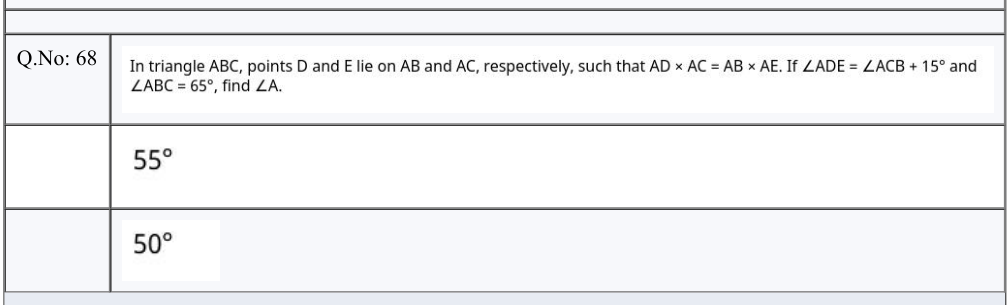 Q.No: 68
In triangle ABC, points D and E lie on AB and AC, respectively, such that AD × AC = AB × AE. If ∠ADE = ∠ACB + 15° and
∠ABC = 65°, find ∠A.
55°
50°